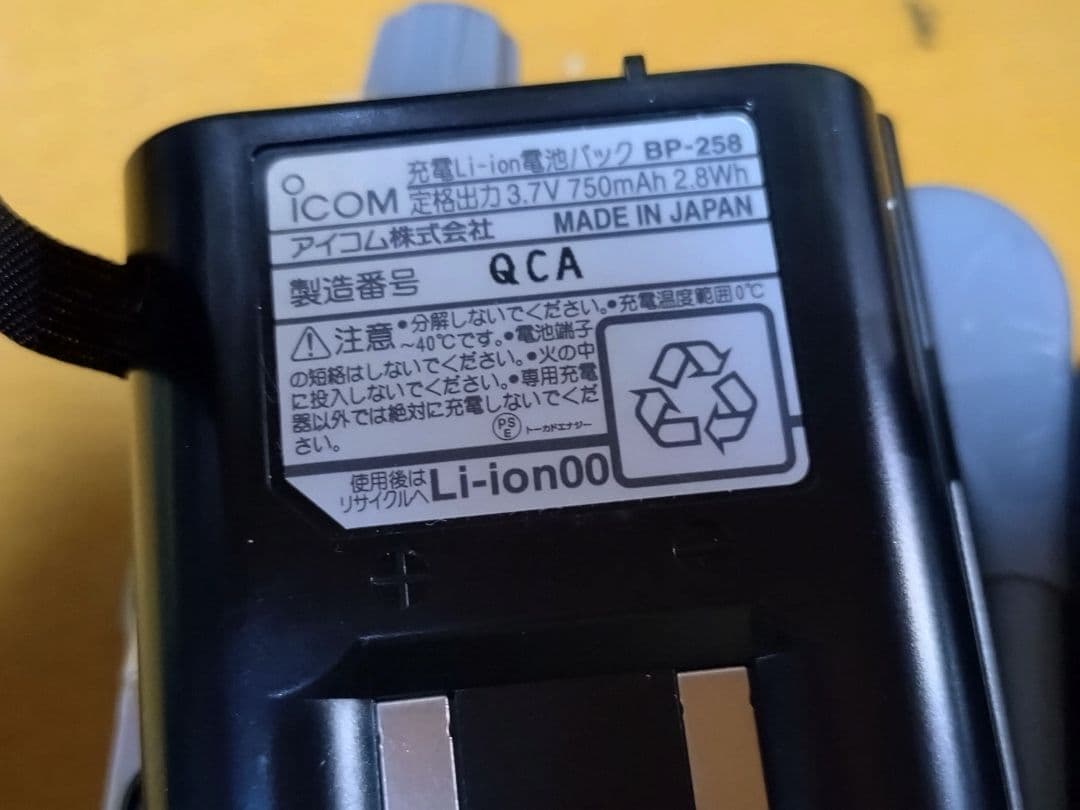 iCOM 充電Li-ion電池パック BP-258
定格出力 3.7V 750mAh 2.8Wh
アイコム株式会社 MADE IN JAPAN
製造番号 QCA
注意 •分解しないでください。•充電温度範囲0℃
~40℃です。•電池端子
の短絡はしないでください。•火の中
に投入しないでください。•専用充電
器以外では絶対に充電しないでくだ
さい。
PSE トーカドエナジー
使用後は
リサイクルへ Li-ion00
+ −